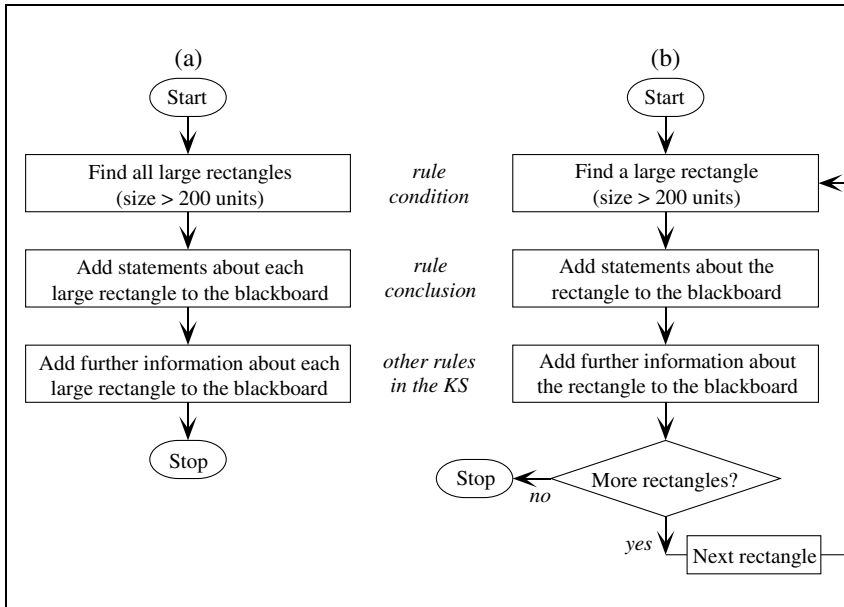 (a)
Start
Find all large rectangles
(size > 200 units)
Add statements about each
large rectangle to the blackboard
Add further information about each
large rectangle to the blackboard
Stop
rule
condition
rule
conclusion
other rules
in the KS
(b)
Start
Find a large rectangle
(size > 200 units)
Add statements about the
rectangle to the blackboard
Add further information about
the rectangle to the blackboard
More rectangles?
no
Stop
yes
Next rectangle